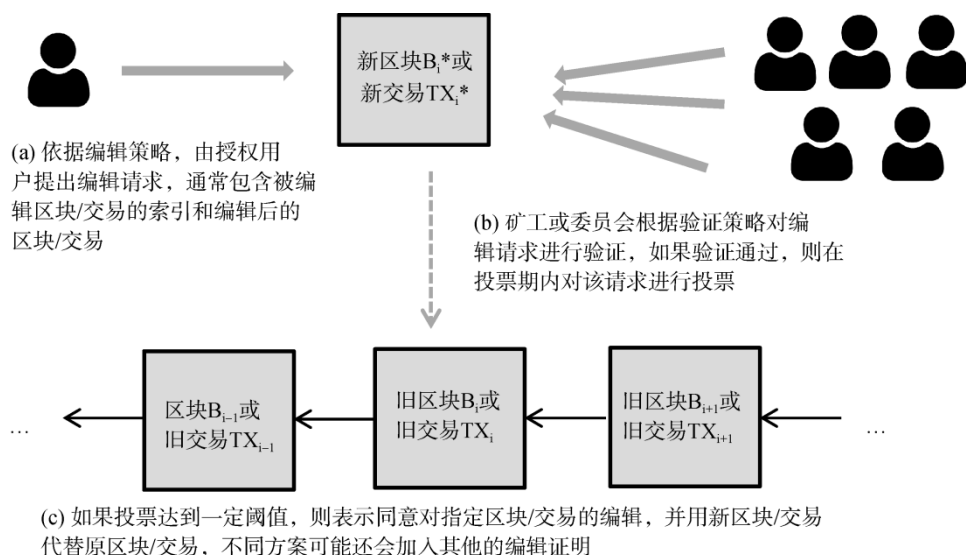 新区块Bi*或
新交易TXi*
(a) 依据编辑策略，由授权用
户提出编辑请求，通常包含被编
辑区块/交易的索引和编辑后的
区块/交易
(b) 矿工或委员会根据验证策略对编
辑请求进行验证，如果验证通过，则在
投票期内对该请求进行投票
…
区块Bi−1或
旧交易TXi−1
旧区块Bi或
旧交易TXi
旧区块Bi+1或
旧交易TXi+1
…
(c) 如果投票达到一定阈值，则表示同意对指定区块/交易的编辑，并用新区块/交易
代替原区块/交易，不同方案可能还会加入其他的编辑证明